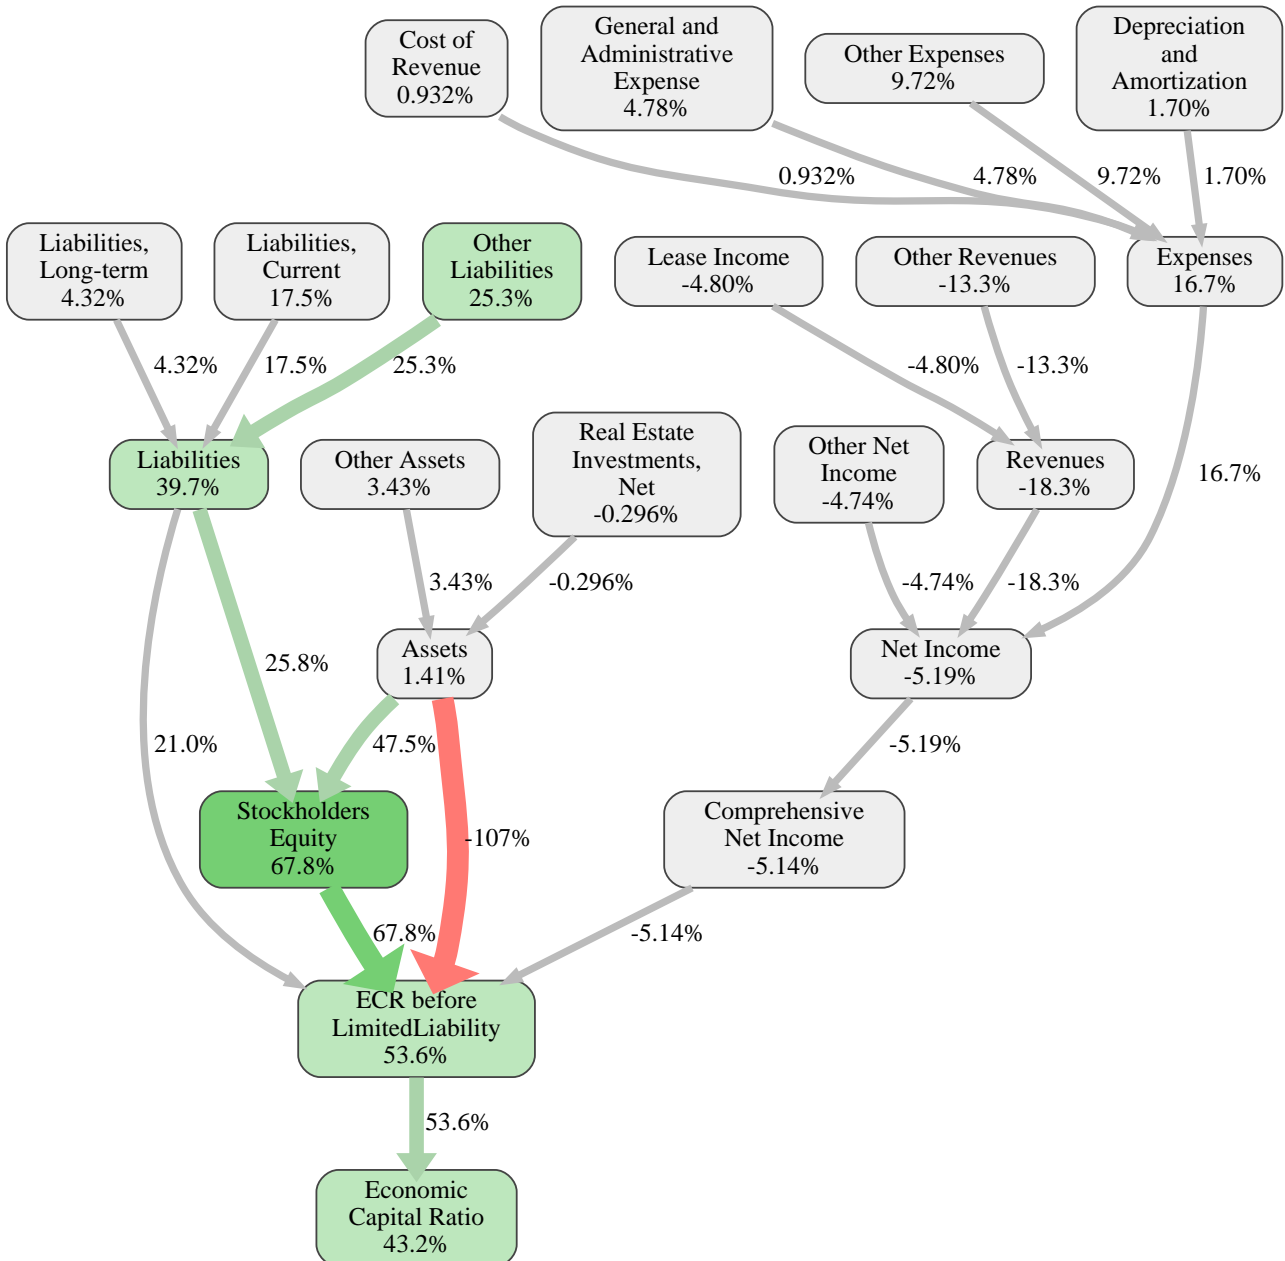 Cost of
Revenue
0.932%
General and
Administrative
Expense
4.78%
Other Expenses
9.72%
Depreciation
and
Amortization
1.70%
0.932%
4.78%
9.72%
1.70%
Liabilities,
Long-term
4.32%
Liabilities,
Current
17.5%
Other
Liabilities
25.3%
Lease Income
-4.80%
Other Revenues
-13.3%
Expenses
16.7%
4.32%
17.5%
25.3%
-4.80%
-13.3%
16.7%
Liabilities
39.7%
Other Assets
3.43%
Real Estate
Investments,
Net
-0.296%
Other Net
Income
-4.74%
Revenues
-18.3%
3.43%
-0.296%
-4.74%
-18.3%
25.8%
Assets
1.41%
Net Income
-5.19%
21.0%
47.5%
-107%
-5.19%
Stockholders
Equity
67.8%
Comprehensive
Net Income
-5.14%
67.8%
-5.14%
ECR before
LimitedLiability
53.6%
53.6%
Economic
Capital Ratio
43.2%